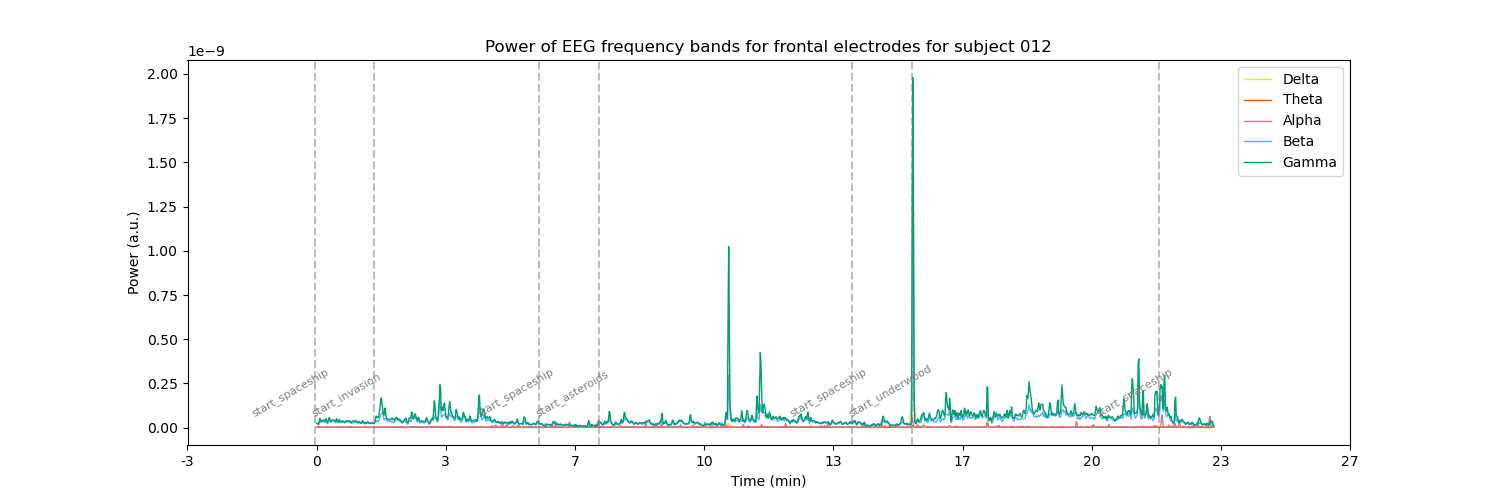 Power of EEG frequency bands for frontal electrodes for subject 012
1e−9
2.00
1.75
1.50
1.25
1.00
0.75
0.50
0.25
0.00
Power (a.u.)
Delta
Theta
Alpha
Beta
Gamma
start_spaceship
start_invasion
start_spaceship
start_asteroids
start_spaceship
start_underwood
start_spaceship
-3
0
3
7
10
13
17
20
23
27
Time (min)